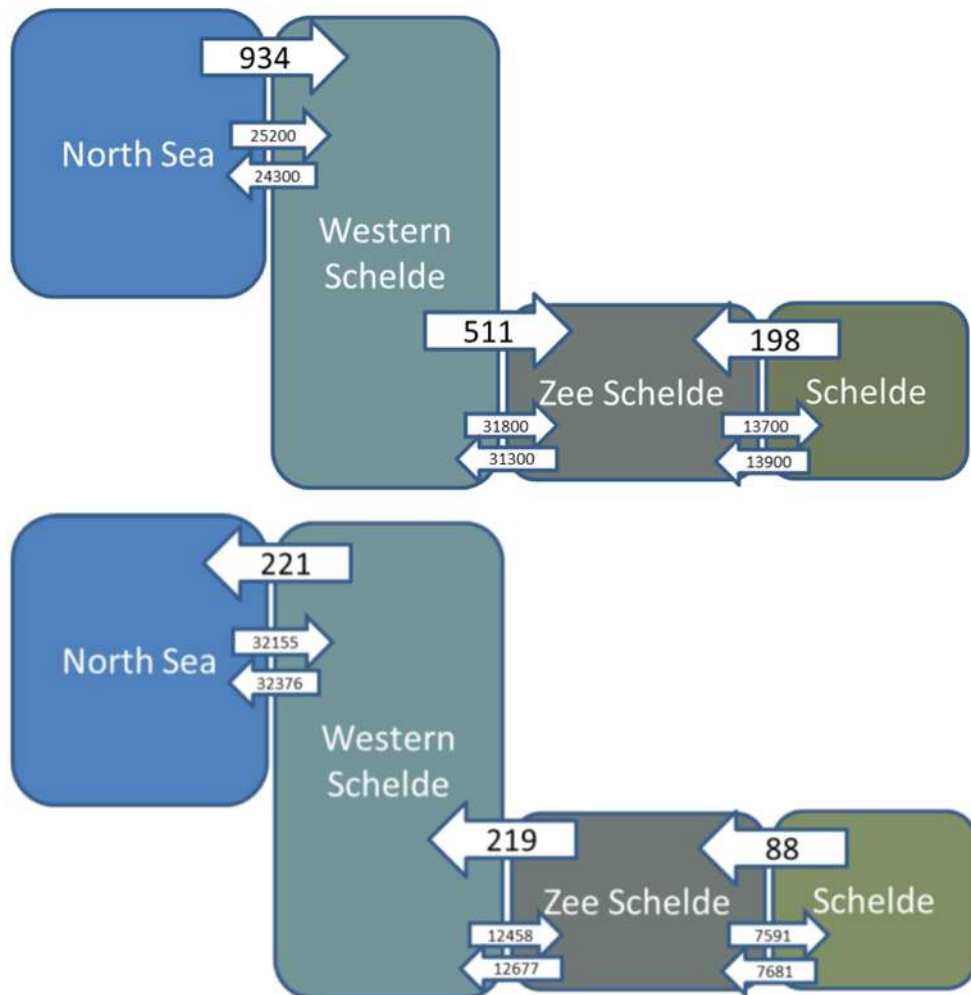 934
25200
North Sea
24300
Western
Schelde
511
198
Zee Schelde
Schelde
31800
13700
31300
13900
221
32155
North Sea
32376
Western
Schelde
219
88
Zee Schelde
Schelde
12458
7591
12677
7681